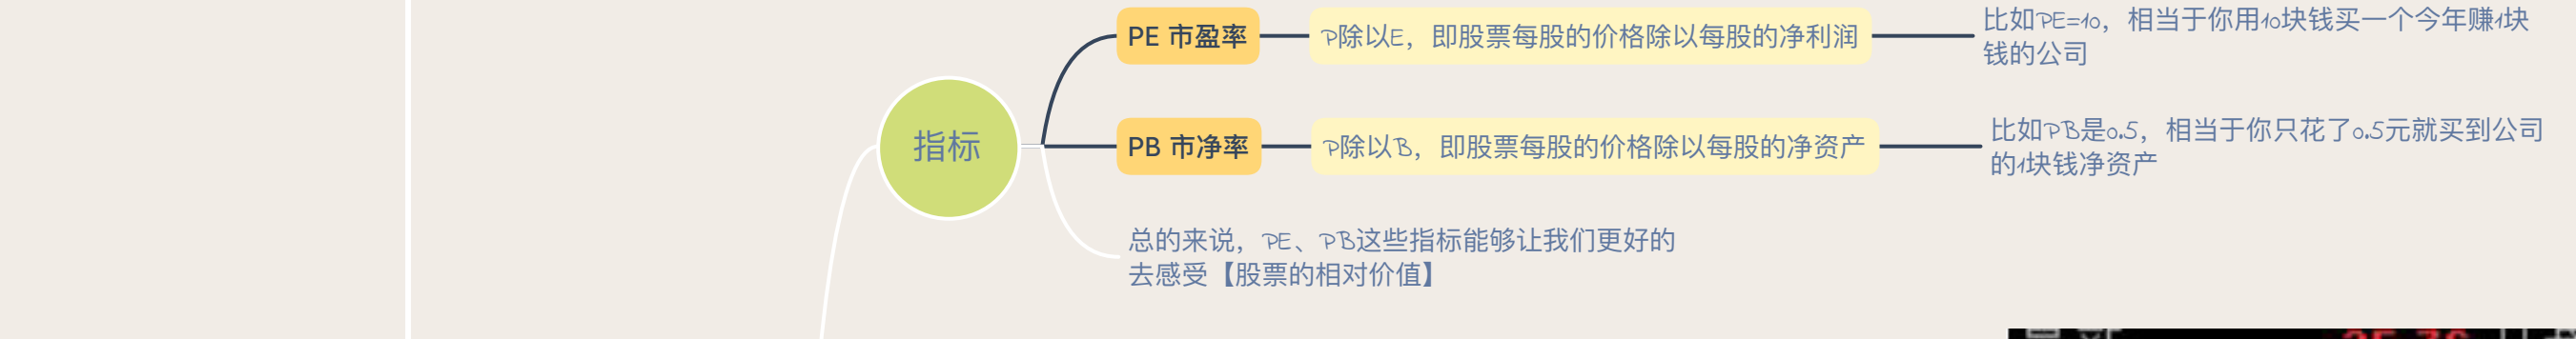 指标
PE 市盈率
P除以E，即股票每股的价格除以每股的净利润
比如PE=10，相当于你用10块钱买一个今年赚1块
钱的公司
PB 市净率
P除以B，即股票每股的价格除以每股的净资产
比如PB是0.5，相当于你只花了0.5元就买到公司
的1块钱净资产
总的来说，PE、PB这些指标能够让我们更好的
去感受【股票的相对价值】